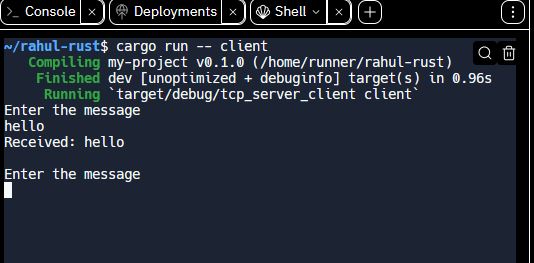 >_ Console × Deployments × Shell × +
~/rahul-rust$ cargo run -- client
   Compiling my-project v0.1.0 (/home/runner/rahul-rust)
    Finished dev [unoptimized + debuginfo] target(s) in 0.96s
     Running `target/debug/tcp_server_client client`
Enter the message
hello
Received: hello
Enter the message